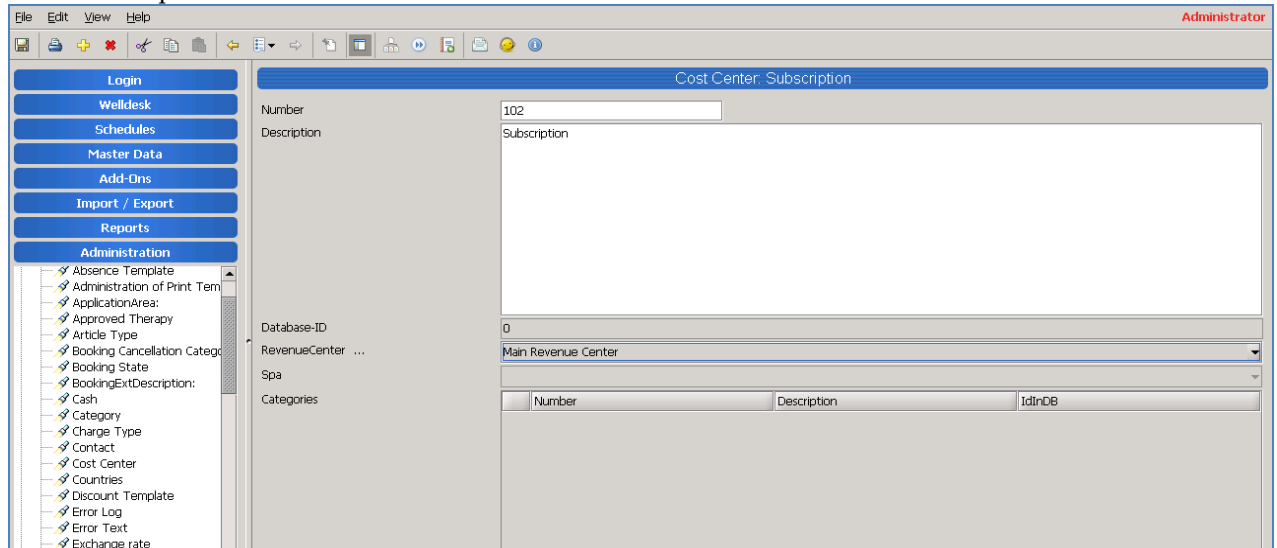 File Edit View Help
Administrator
Login
Welldesk
Schedules
Master Data
Add-Ons
Import / Export
Reports
Administration
Absence Template
Administration of Print Tem
ApplicationArea:
Approved Therapy
Article Type
Booking Cancellation Catego
Booking State
BookingExtDescription:
Cash
Category
Charge Type
Contact
Cost Center
Countries
Discount Template
Error Log
Error Text
Exchange rate
Cost Center: Subscription
Number 102
Description Subscription
Database-ID 0
RevenueCenter ... Main Revenue Center
Spa
Categories Number Description IdInDB